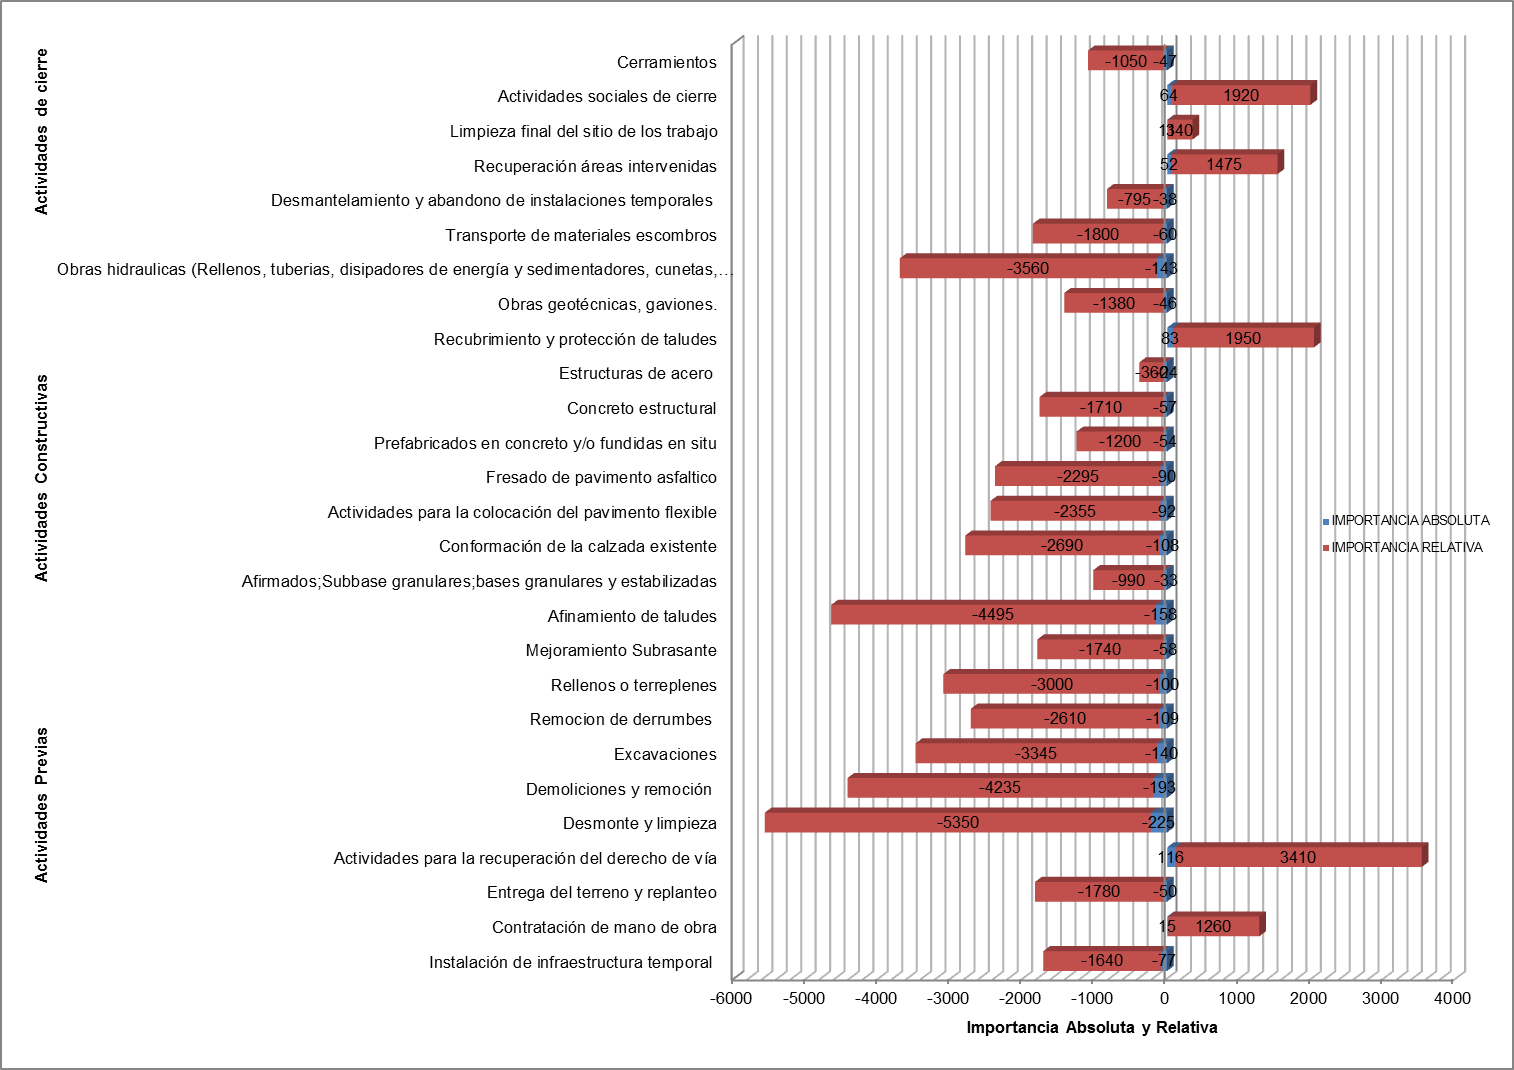 Actividades de cierre
Actividades Constructivas
Actividades Previas
Cerramientos -1050 -47
Actividades sociales de cierre 64 1920
Limpieza final del sitio de los trabajo 340
Recuperación áreas intervenidas 52 1475
Desmantelamiento y abandono de instalaciones temporales -795 -38
Transporte de materiales escombros -1800 -60
Obras hidraulicas (Rellenos, tuberias, disipadores de energía y sedimentadores, cunetas,… -3560 -143
Obras geotécnicas, gaviones. -1380 -46
Recubrimiento y protección de taludes 83 1950
Estructuras de acero -360 -24
Concreto estructural -1710 -57
Prefabricados en concreto y/o fundidas en situ -1200 -54
Fresado de pavimento asfaltico -2295 -90
Actividades para la colocación del pavimento flexible -2355 -92
Conformación de la calzada existente -2690 -108
Afirmados;Subbase granulares;bases granulares y estabilizadas -990 -33
Afinamiento de taludes -4495 -158
Mejoramiento Subrasante -1740 -58
Rellenos o terreplenes -3000 -100
Remocion de derrumbes -2610 -109
Excavaciones -3345 -140
Demoliciones y remoción -4235 -193
Desmonte y limpieza -5350 -225
Actividades para la recuperación del derecho de vía 116 3410
Entrega del terreno y replanteo -1780 -50
Contratación de mano de obra 15 1260
Instalación de infraestructura temporal -1640 -77
-6000 -5000 -4000 -3000 -2000 -1000 0 1000 2000 3000 4000
Importancia Absoluta y Relativa
IMPORTANCIA ABSOLUTA
IMPORTANCIA RELATIVA